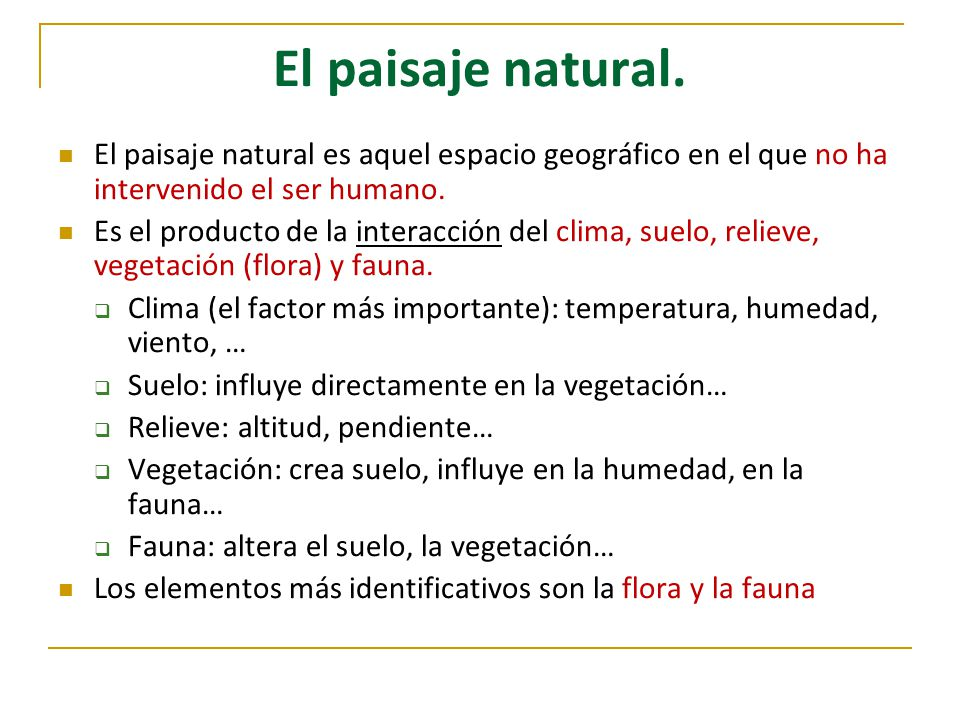 El paisaje natural.
El paisaje natural es aquel espacio geográfico en el que no ha
intervenido el ser humano.
Es el producto de la interacción del clima, suelo, relieve,
vegetación (flora) y fauna.
Clima (el factor más importante): temperatura, humedad,
viento, …
Suelo: influye directamente en la vegetación…
Relieve: altitud, pendiente…
Vegetación: crea suelo, influye en la humedad, en la
fauna…
Fauna: altera el suelo, la vegetación…
Los elementos más identificativos son la flora y la fauna